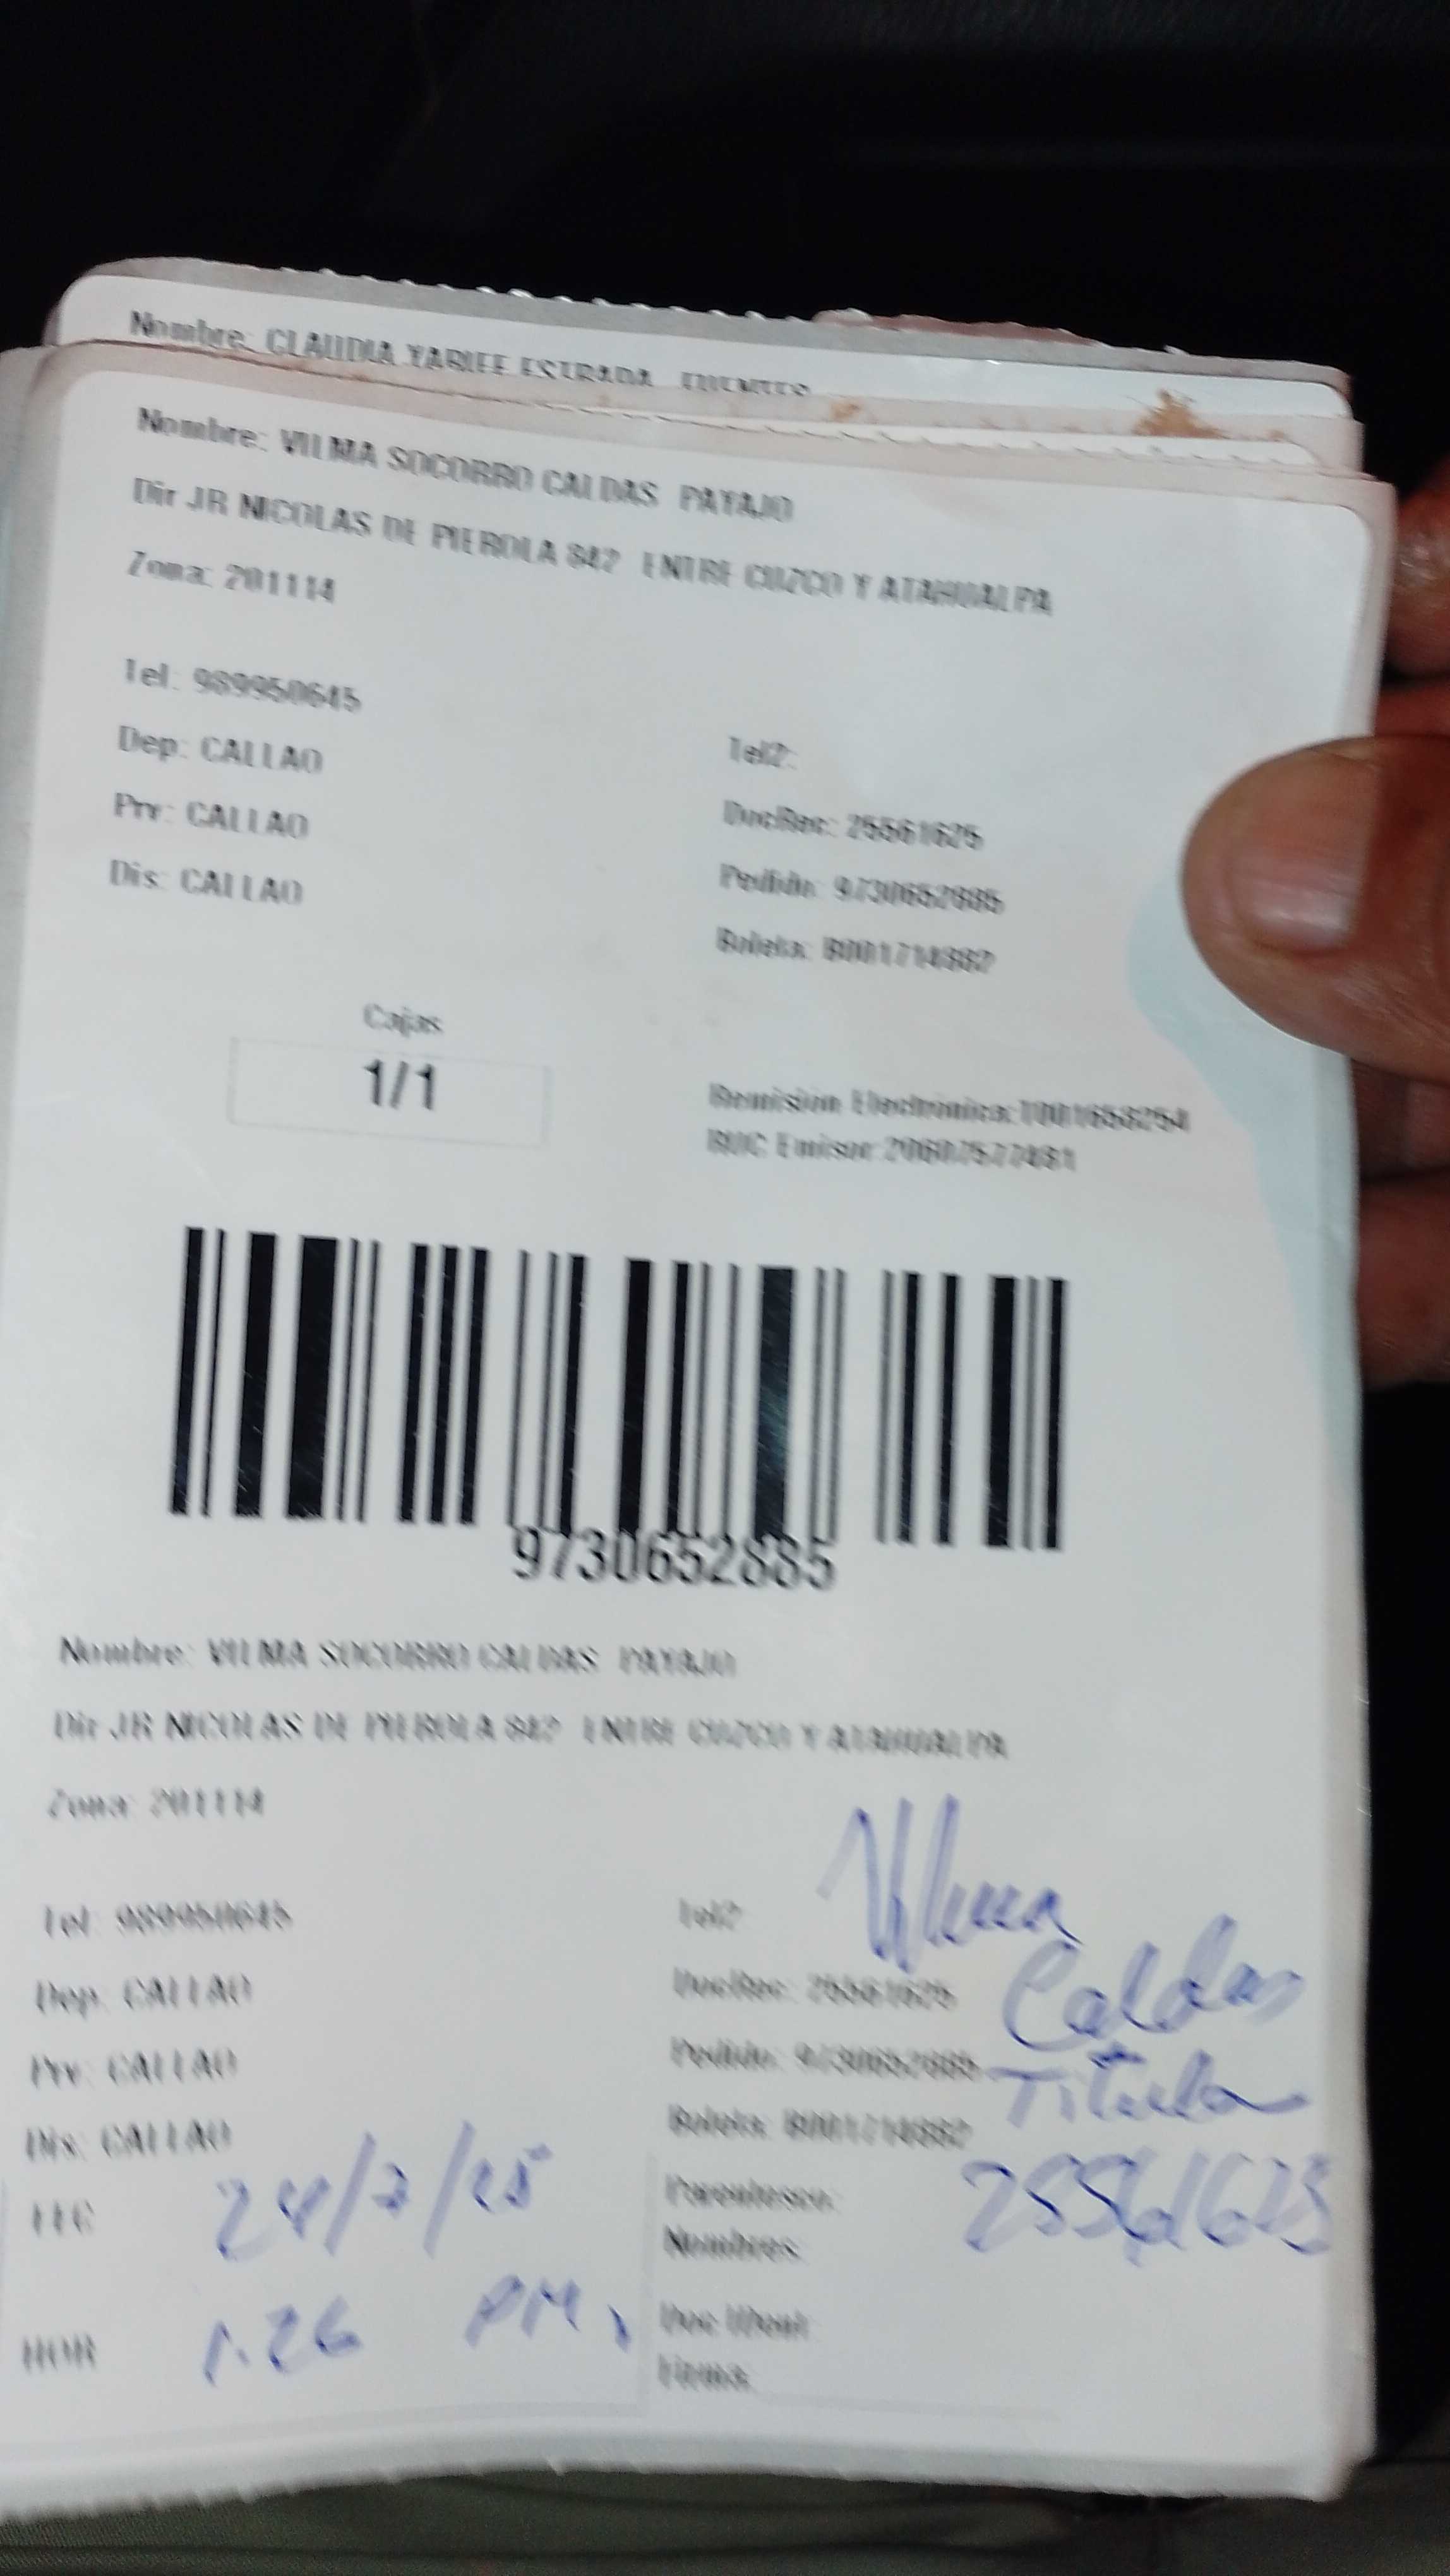 Nombre: CLAUDIA YARIFE ESTRADA FUENTES
Nombre: VILMA SOCORRO CALDAS PAYAJO
Dir JR NICOLAS DE PIEROLA 842 ENTRE CUZCO Y ATAHUALPA
Zona: 201114
Tel: 989950645
Tel2:
Dep: CALLAO
DocRec: 25561625
Prv: CALLAO
Pedido: 9730652885
Dis: CALLAO
Boleta: B001714882
Cajas
1/1
Remision Electronica:T001658254
RUC Emisor:20607577481
9730652885
Nombre: VILMA SOCORRO CALDAS PAYAJO
Dir JR NICOLAS DE PIEROLA 842 ENTRE CUZCO Y ATAHUALPA
Zona: 201114
Vilma
Tel: 989950645
Tel2
Caldas
Dep: CALLAO
DocRec: 25561625
Prv: CALLAO
Pedido: 9730652885
Titular
Dis: CALLAO
Boleta: B001714882
24/7/25
Parentesco:
25561625
Nombres:
HOR 1.26 PM
Firma: